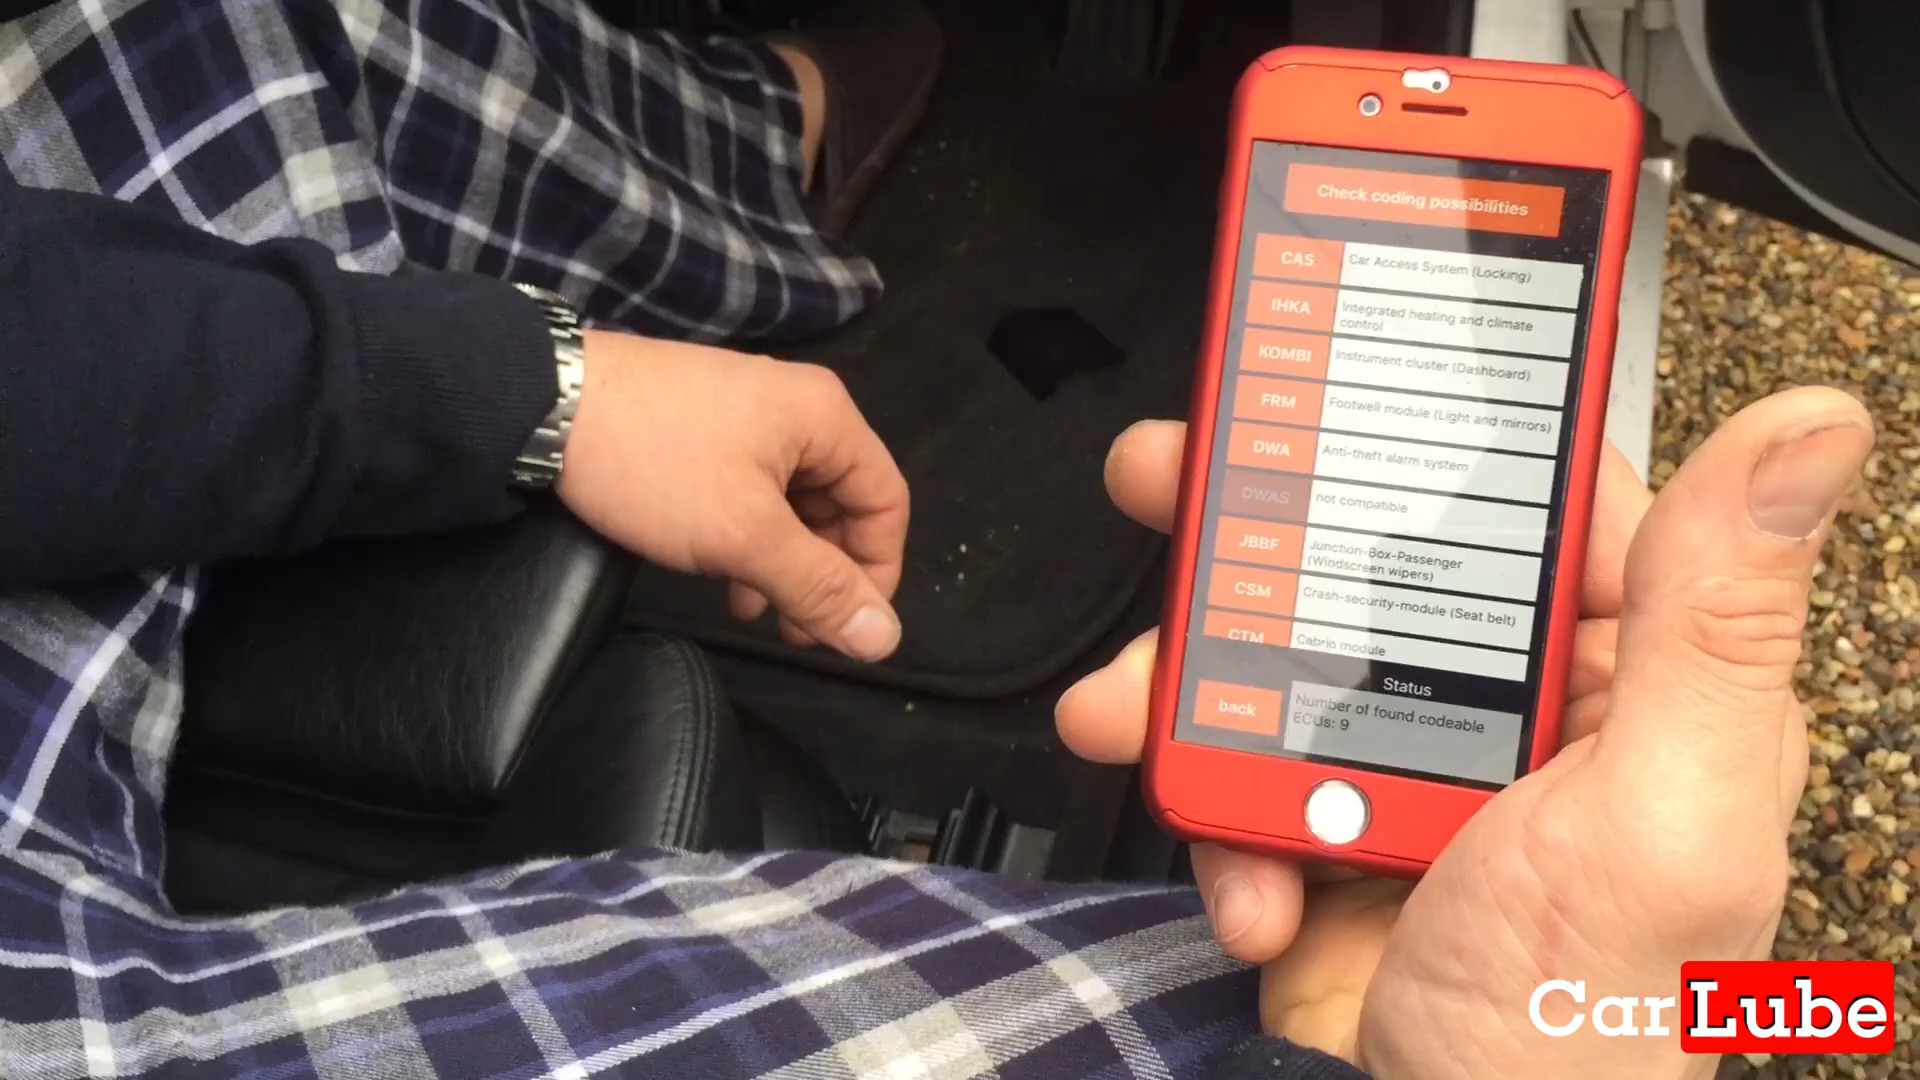 Check coding possibilities
CAS
Car Access System (Locking)
IHKA
Integrated heating and climate
control
KOMBI
Instrument cluster (Dashboard)
FRM
Footwell module (Light and mirrors)
DWA
Anti-theft alarm system
DWAS
not compatible
JBBF
Junction-Box-Passenger
(Windscreen wipers)
CSM
Crash-security-module (Seat belt)
CTM
Cabrio module
Status
back
Number of found codeable
ECUs: 9
CarLube